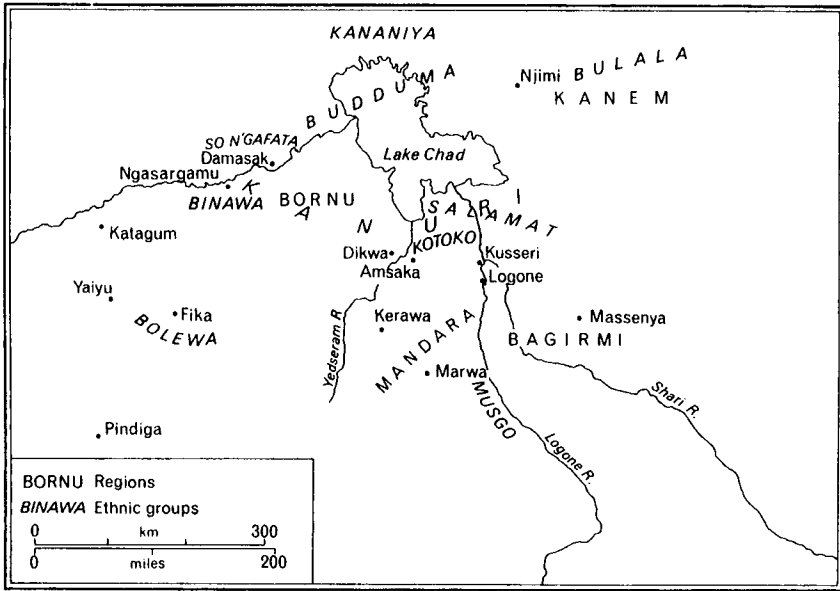 KANANIYA
Njimi
BULALA
KANEM
BUDDUMA
SO N'GAFATA
Damasak
Lake Chad
Ngasargamu
BINAWA
BORNU
KANURI
SALAMAT
Katagum
Dikwa
KOTOKO
Amsaka
Kusseri
Logone
Yaiyu
Fika
BOLEWA
Yedseram R.
Kerawa
MANDARA
Massenya
BAGIRMI
Marwa
MUSGO
Shari R.
Pindiga
Logone R.
BORNU Regions
BINAWA Ethnic groups
0 km 300
0 miles 200